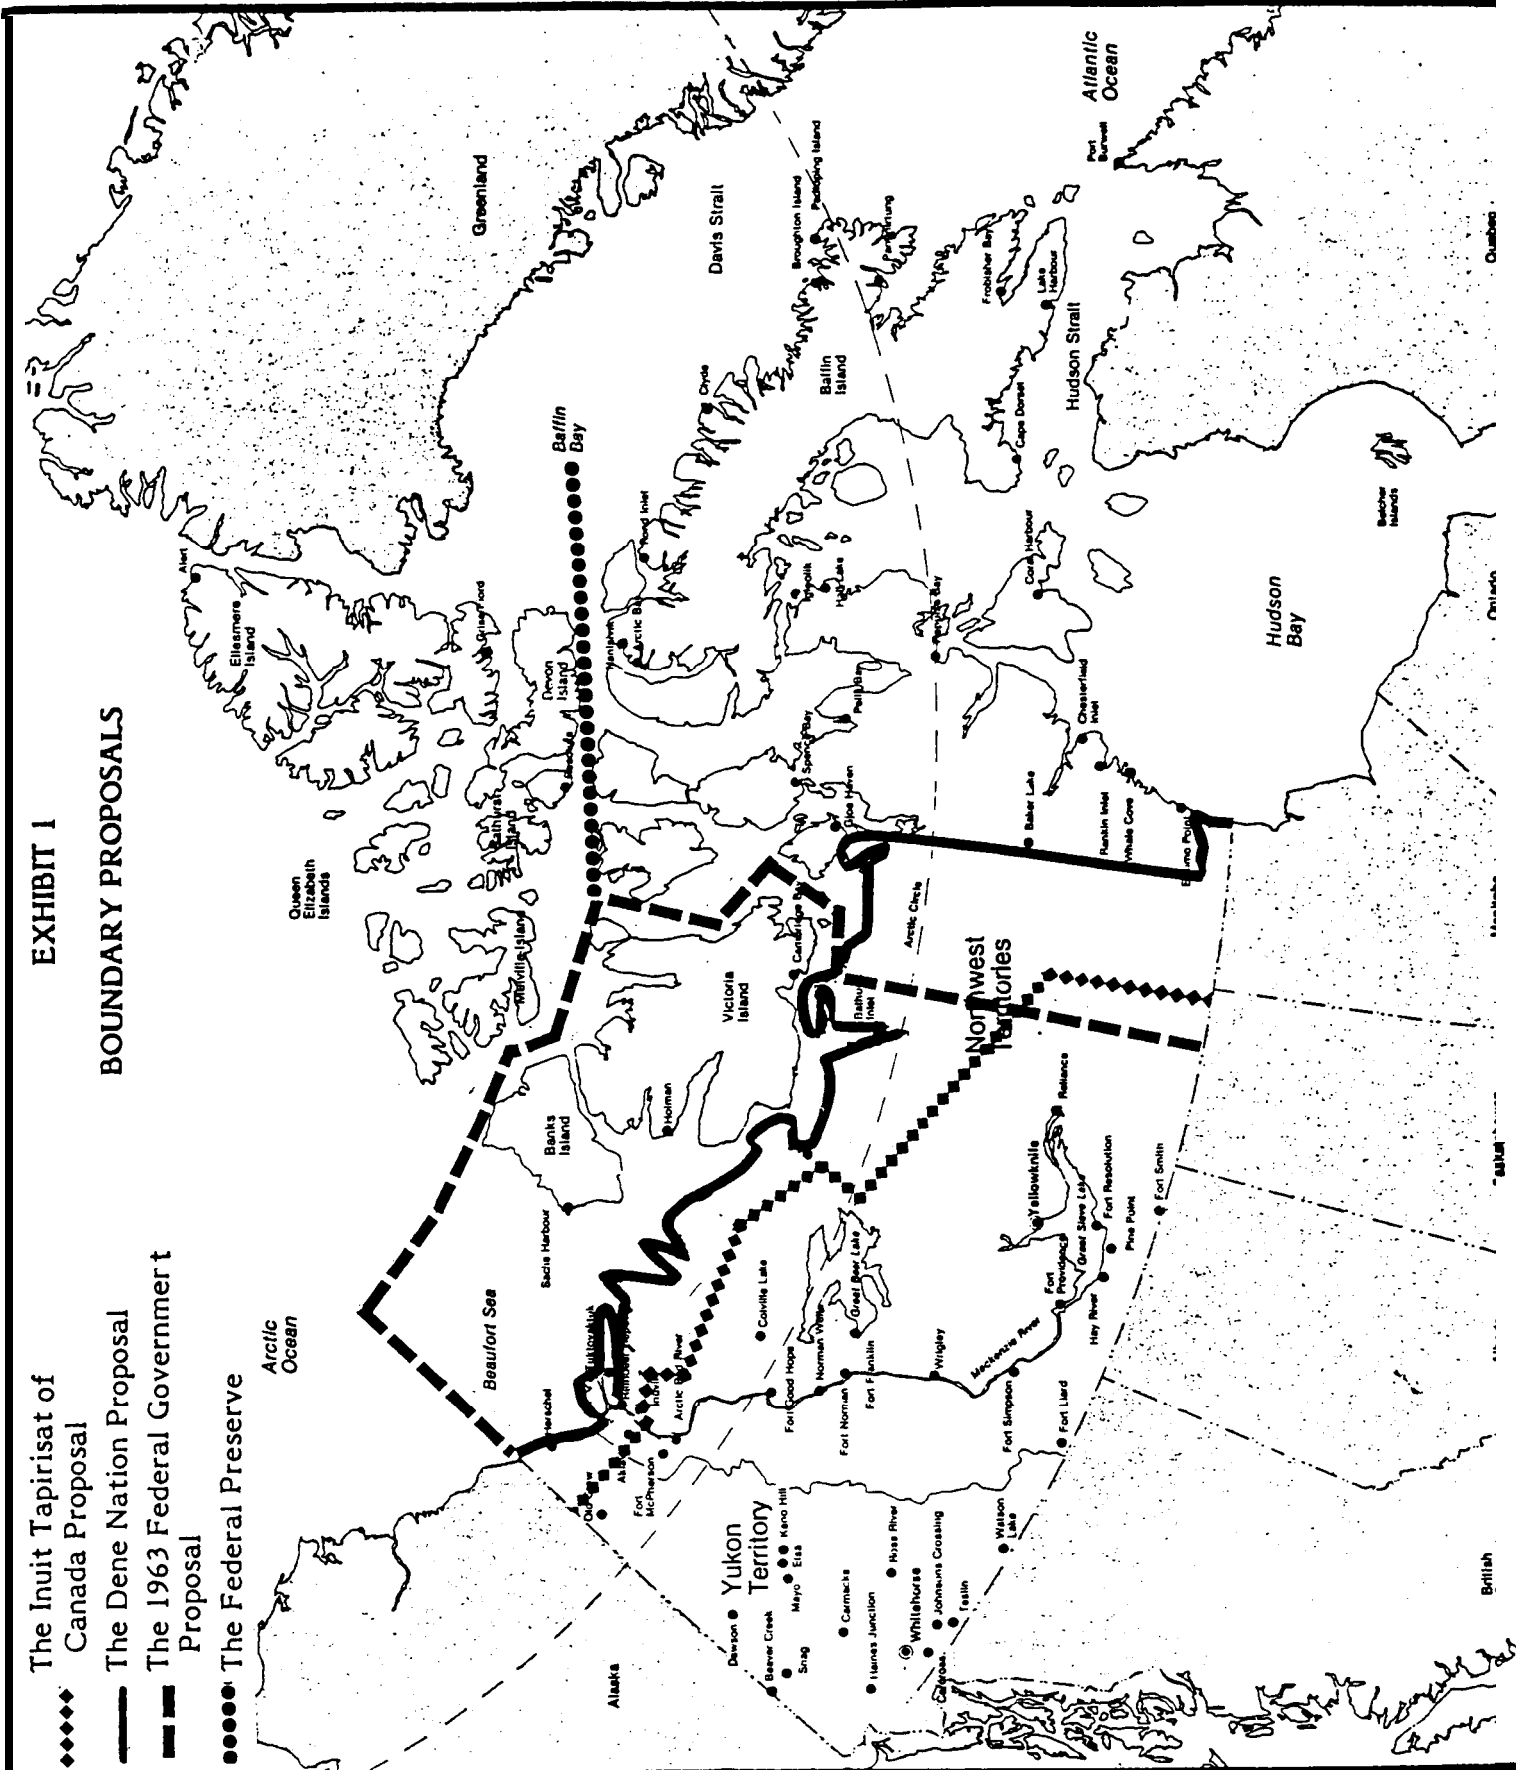 EXHIBIT 1
BOUNDARY PROPOSALS
The Inuit Tapirisat of
Canada Proposal
The Dene Nation Proposal
The 1963 Federal Government
Proposal
The Federal Preserve
Arctic
Ocean
Beaufort Sea
Queen
Elizabeth
Islands
Ellesmere
Island
Alert
Greenland
Grise Fiord
Devon
Island
Resolute
Bathurst
Island
Melville Island
Baffin
Bay
Davis Strait
Atlantic
Ocean
Port
Burwell
Broughton Island
Padloping Island
Pangnirtung
Frobisher Bay
Lake
Harbour
Hudson Strait
Cape Dorset
Baffin
Island
Clyde
Pond Inlet
Nanisivik
Arctic Bay
Igloolik
Hall Lake
Repulse Bay
Coral Harbour
Belcher
Islands
Hudson
Bay
Chesterfield
Inlet
Rankin Inlet
Whale Cove
Eskimo Point
Baker Lake
Pelly Bay
Spence Bay
Gjoa Haven
Cambridge Bay
Victoria
Island
Bathurst
Inlet
Arctic Circle
Northwest
Territories
Banks
Island
Holman
Sachs Harbour
Herschel
Tuktoyaktuk
Inuvik
Arctic Red River
Aklavik
Fort
McPherson
Old Crow
Colville Lake
Fort Good Hope
Norman Wells
Great Bear Lake
Fort Norman
Fort Franklin
Wrigley
Mackenzie River
Fort Simpson
Fort Liard
Fort
Providence
Great Slave Lake
Yellowknife
Reliance
Fort Resolution
Pine Point
Hay River
Fort Smith
Yukon
Territory
Dawson
Mayo
Elsa
Keno Hill
Beaver Creek
Snag
Carmacks
Haines Junction
Ross River
Whitehorse
Johnsons Crossing
Teslin
Carcross
Watson
Lake
Alaska
British
Ontario
Quebec